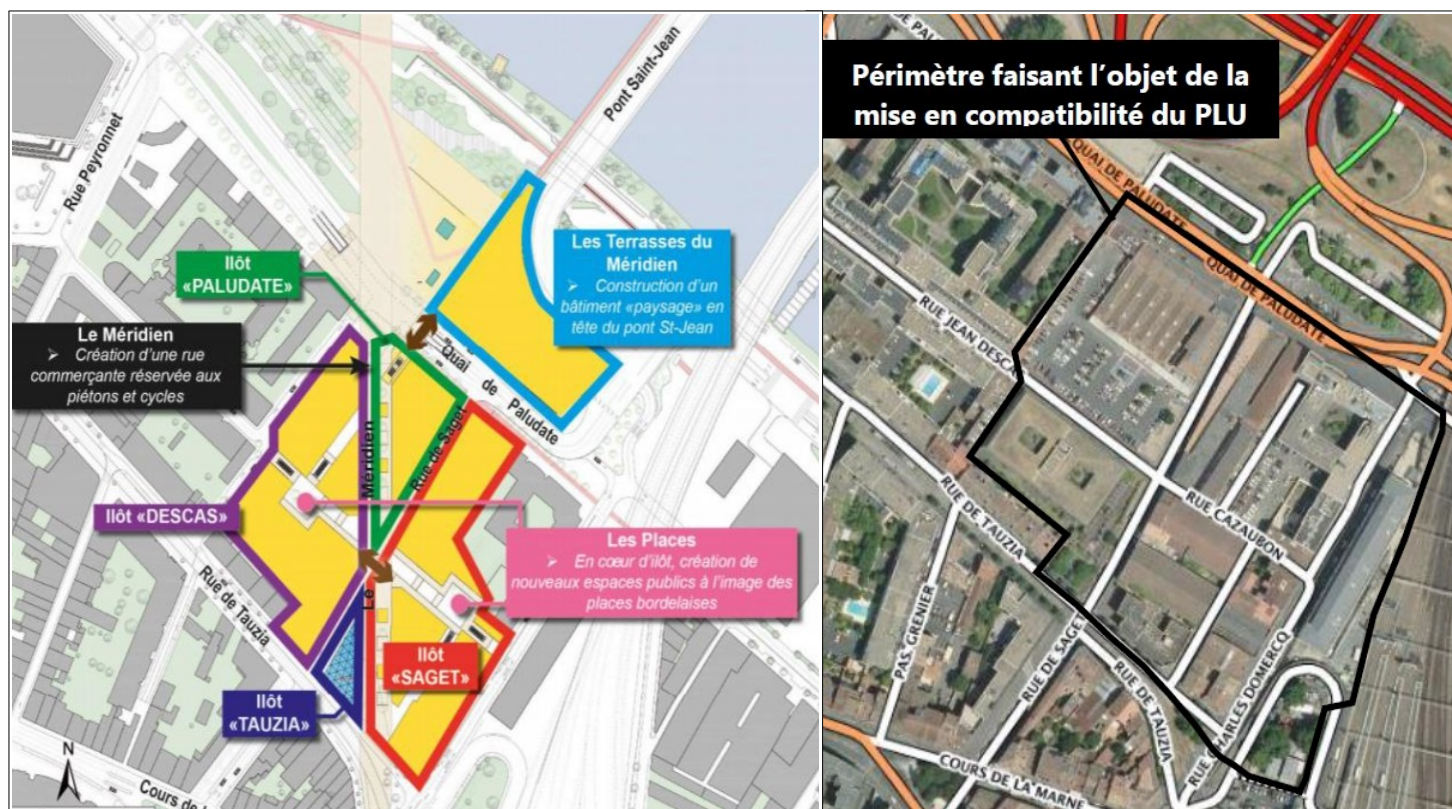 Rue Peyronnet
Pont Saint-Jean
Ilôt
«PALUDATE»
Les Terrasses du
Méridien
➢ Construction d'un
bâtiment «paysage» en
tête du pont St-Jean
Le Méridien
➢ Création d'une rue
commerçante réservée aux
piétons et cycles
Quai de Paludate
Rue de Saget
Le Méridien
Ilôt «DESCAS»
Les Places
➢ En cœur d'ilôt, création de
nouveaux espaces publics à l'image des
places bordelaises
Rue de Tauzia
Ilôt
«SAGET»
Ilôt
«TAUZIA»
N
Cours de
Périmètre faisant l'objet de la
mise en compatibilité du PLU
QUAI DE PALUDATE
QUAI DE PALUDATE
RUE JEAN DESCAS
RUE CAZAUBON
RUE DE TAUZIA
PAS GRENIER
RUE DE SAGET
RUE DE TAUZIA
RUE CHARLES DOMERCQ
COURS DE LA MARNE